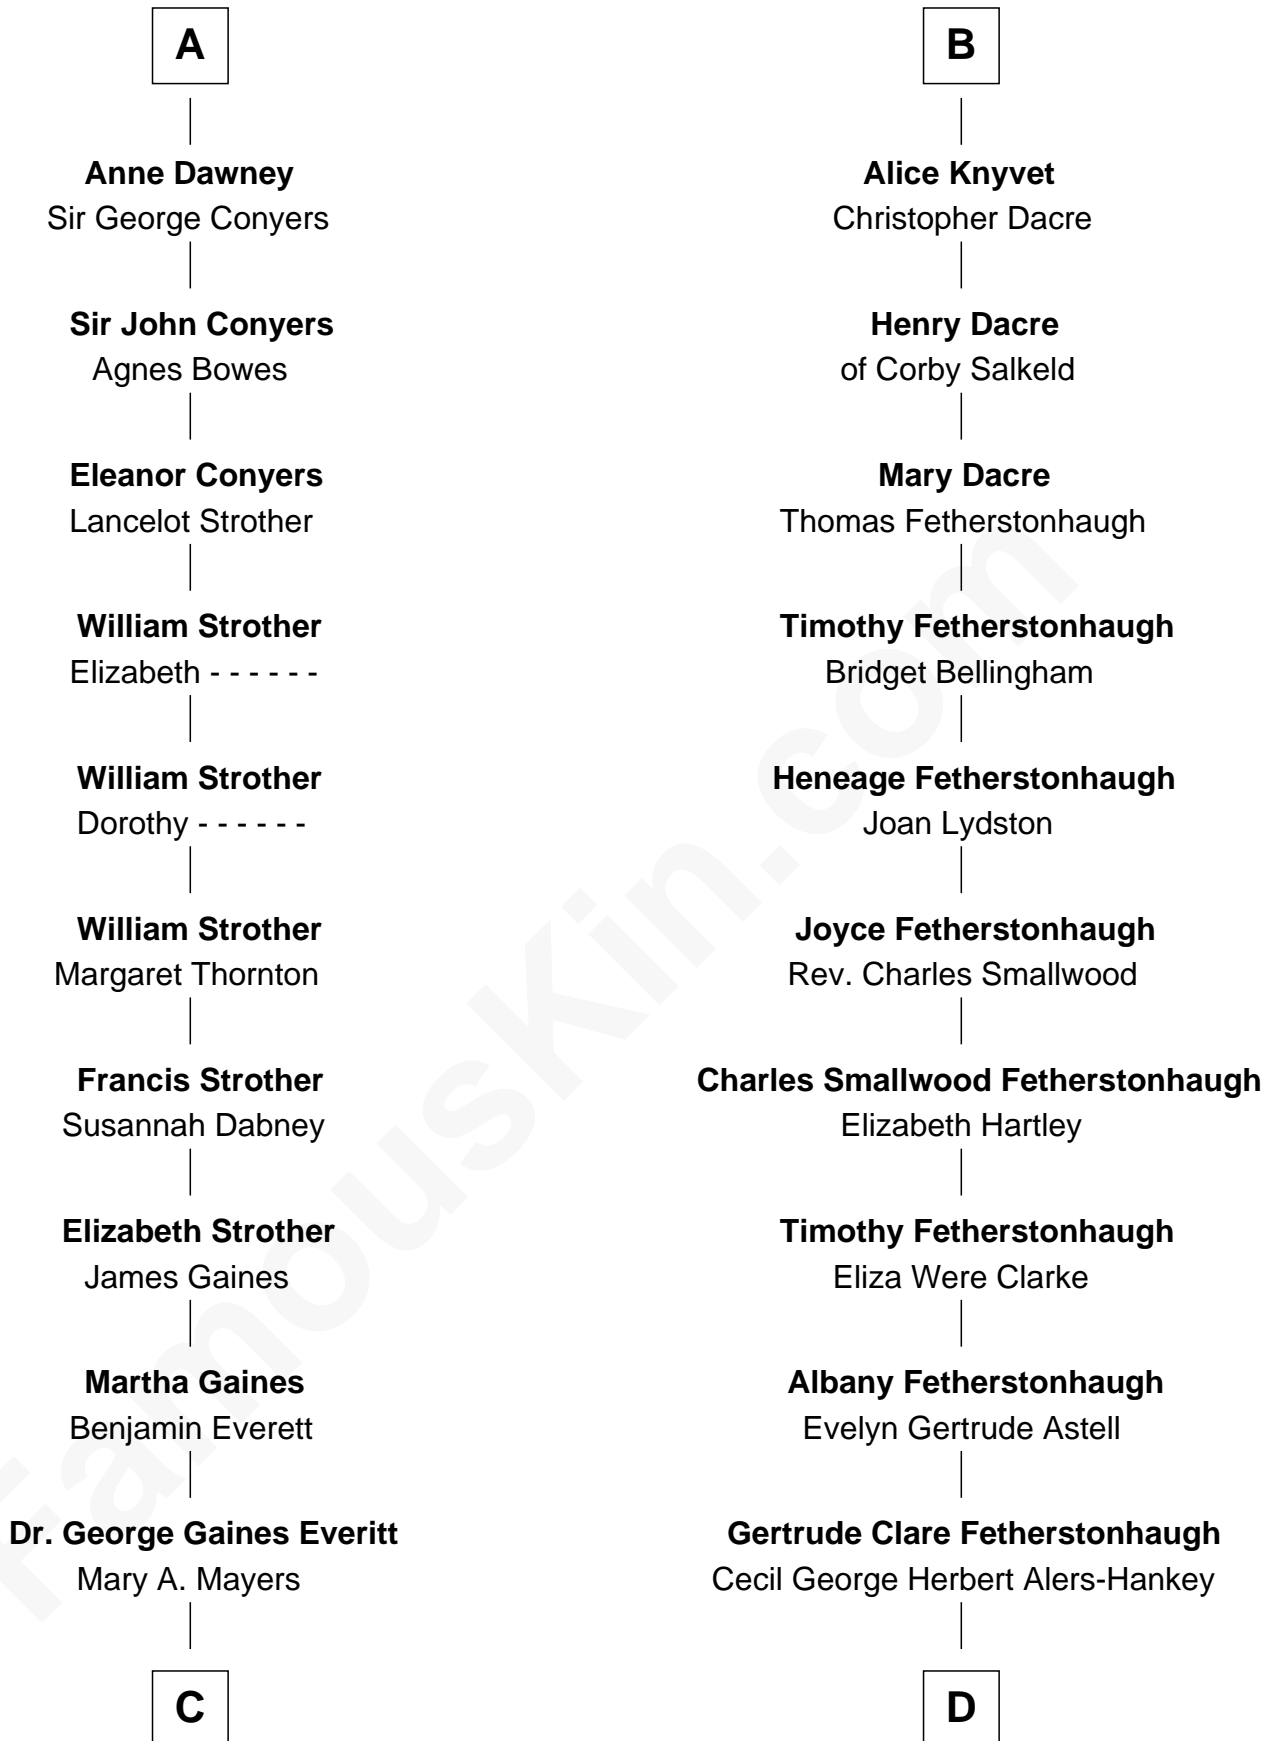 A
Anne Dawney
Sir George Conyers
Sir John Conyers
Agnes Bowes
Eleanor Conyers
Lancelot Strother
William Strother
Elizabeth - - - - - -
William Strother
Dorothy - - - - - -
William Strother
Margaret Thornton
Francis Strother
Susannah Dabney
Elizabeth Strother
James Gaines
Martha Gaines
Benjamin Everett
Dr. George Gaines Everitt
Mary A. Mayers
C
B
Alice Knyvet
Christopher Dacre
Henry Dacre
of Corby Salkeld
Mary Dacre
Thomas Fetherstonhaugh
Timothy Fetherstonhaugh
Bridget Bellingham
Heneage Fetherstonhaugh
Joan Lydston
Joyce Fetherstonhaugh
Rev. Charles Smallwood
Charles Smallwood Fetherstonhaugh
Elizabeth Hartley
Timothy Fetherstonhaugh
Eliza Were Clarke
Albany Fetherstonhaugh
Evelyn Gertrude Astell
Gertrude Clare Fetherstonhaugh
Cecil George Herbert Alers-Hankey
D
FamousKin.com